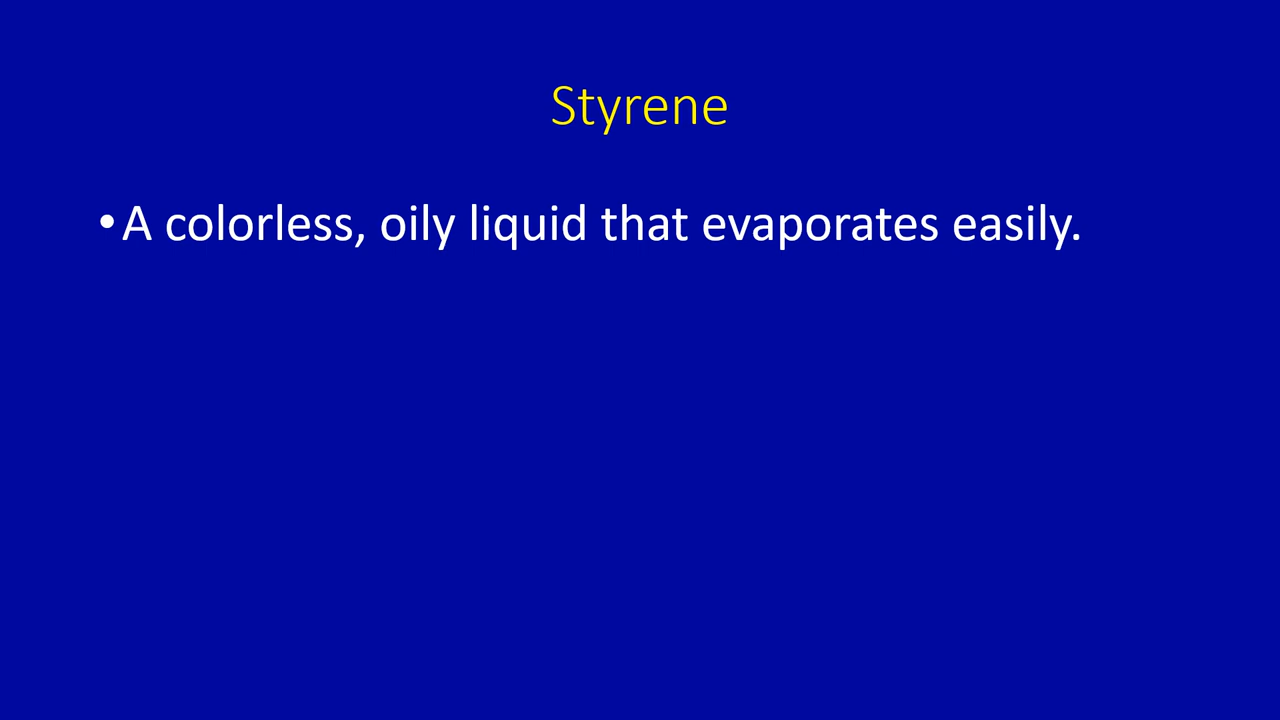 Styrene
•A colorless, oily liquid that evaporates easily.